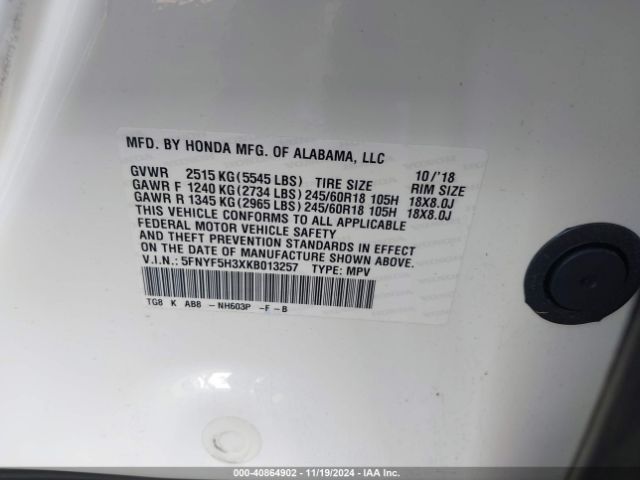 MFD. BY HONDA MFG. OF ALABAMA, LLC
GVWR 2515 KG (5545 LBS) TIRE SIZE 10/'18 RIM SIZE
GAWR F 1240 KG (2734 LBS) 245/60R18 105H 18X8.0J
GAWR R 1345 KG (2965 LBS) 245/60R18 105H 18X8.0J
THIS VEHICLE CONFORMS TO ALL APPLICABLE
FEDERAL MOTOR VEHICLE SAFETY
AND THEFT PREVENTION STANDARDS IN EFFECT
ON THE DATE OF MANUFACTURE SHOWN ABOVE.
V.I.N.: 5FNYF5H3XKB013257 TYPE: MPV
TG8 K AB8 -NH603P -F -B
000-40864902 | 11/19/2024 | IAA Inc.